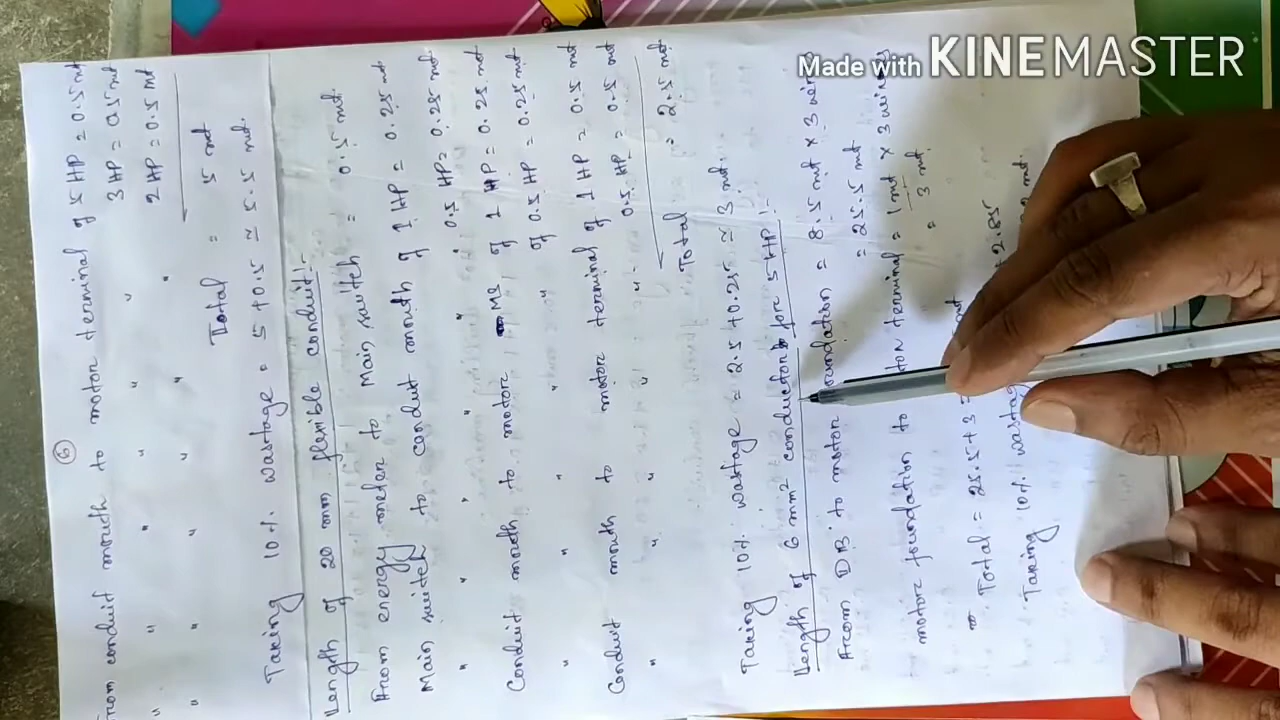 Made with KINEMASTER
6
From conduit mouth to motor terminal of 5 HP = 0.5 mt
" " " " " 3 HP = 0.5 mt
" " " " " " 2 HP = 0.5 mt
Total = 5 mt
Taking 10% wastage = 5 + 0.5 ≃ 5.5 mt.
Length of 20 mm flexible conduit:-
From energy meter to Main switch = 0.5 mt.
Main switch to conduit mouth of 1 HP = 0.25 mt.
" " " " " 0.5 HP = 0.25 mt.
Conduit mouth to motor MS of 1 HP = 0.25 mt
" " " " of 0.5 HP = 0.25 mt
Conduit mouth to motor terminal of 1 HP = 0.5 mt
" " " " 0.5 HP = 0.5 mt
Total = 2.5 mt.
Taking 10% wastage = 2.5 + 0.25 ≃ 3 mt.
Length of 6 mm² conductor for 5 HP:-
From DB to motor foundation = 8.5 mt × 3 wires
= 25.5 mt
motor foundation to motor terminal = 1 mt × 3 wires
= 3 mt.
Total = 25.5 + 3 = mt
Taking 10% wastage + 2.85
mt